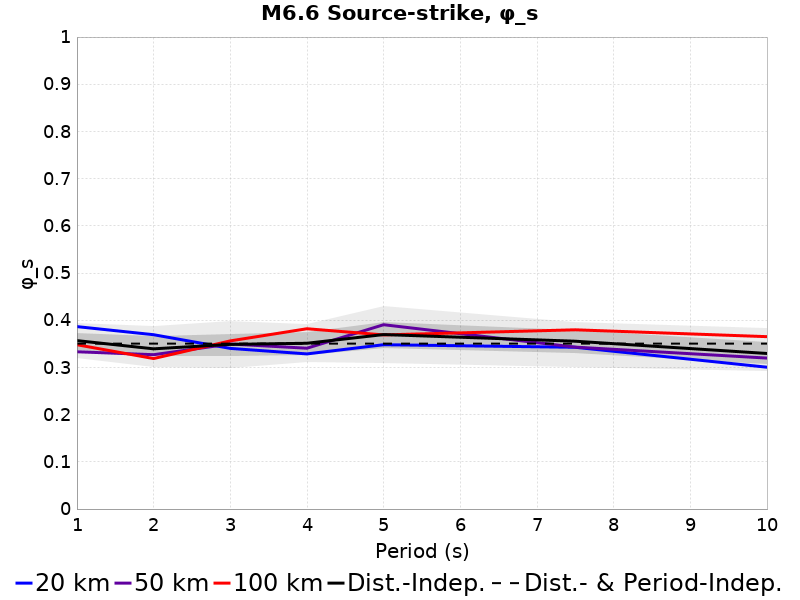 M6.6 Source-strike, φ_s
1
0.9
0.8
0.7
0.6
0.5
0.4
0.3
0.2
0.1
0
φ_s
1 2 3 4 5 6 7 8 9 10
Period (s)
20 km 50 km 100 km Dist.-Indep. Dist.- & Period-Indep.